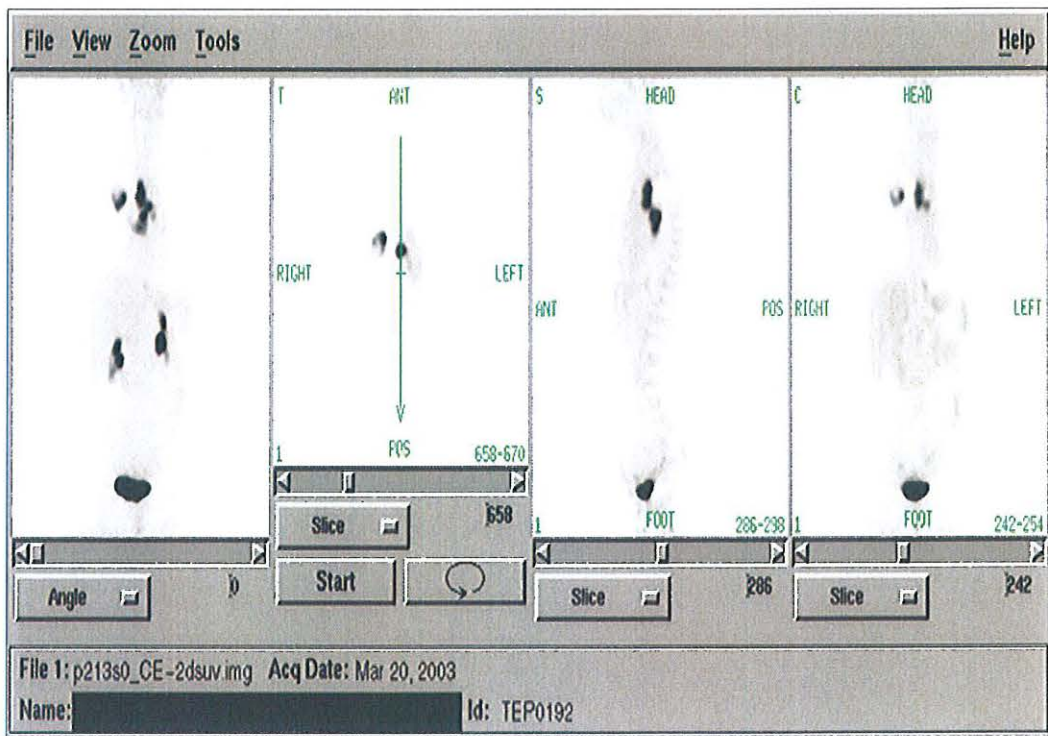 File View Zoom Tools Help
T ANT
RIGHT LEFT
1 POS 658-670
S HEAD
ANT POS
1 FOOT 286-298
C HEAD
RIGHT LEFT
1 FOOT 242-254
Angle 0
Slice 658
Start
Slice 286
Slice 242
File 1: p213s0_CE-2dsuv.img Acq Date: Mar 20, 2003
Name: Id: TEP0192